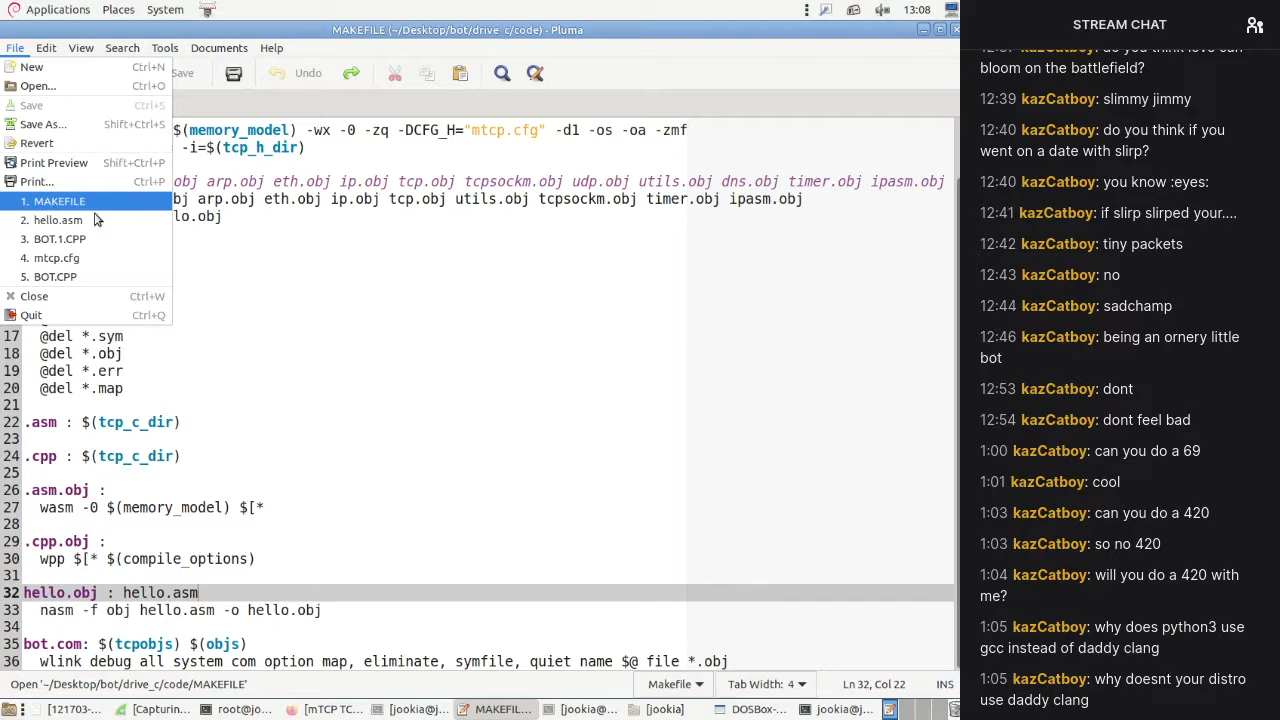 Applications Places System 13:08
MAKEFILE (~/Desktop/bot/drive_c/code) - Pluma
File Edit View Search Tools Documents Help
New Ctrl+N
Open... Ctrl+O
Save Ctrl+S
Save As... Shift+Ctrl+S
Revert
Print Preview Shift+Ctrl+P
Print... Ctrl+P
1. MAKEFILE
2. hello.asm
3. BOT.1.CPP
4. mtcp.cfg
5. BOT.CPP
Close Ctrl+W
Quit Ctrl+Q
Save Undo
$(memory_model) -wx -0 -zq -DCFG_H="mtcp.cfg" -d1 -os -oa -zmf
-i=$(tcp_h_dir)
obj arp.obj eth.obj ip.obj tcp.obj tcpsockm.obj udp.obj utils.obj dns.obj timer.obj ipasm.obj
obj arp.obj eth.obj ip.obj tcp.obj utils.obj tcpsockm.obj timer.obj ipasm.obj
lo.obj
17 @del *.sym
18 @del *.obj
19 @del *.err
20 @del *.map
21
22 .asm : $(tcp_c_dir)
23
24 .cpp : $(tcp_c_dir)
25
26 .asm.obj :
27 wasm -0 $(memory_model) $[*
28
29 .cpp.obj :
30 wpp $[* $(compile_options)
31
32 hello.obj : hello.asm
33 nasm -f obj hello.asm -o hello.obj
34
35 bot.com: $(tcpobjs) $(objs)
36 wlink debug all system com option map, eliminate, symfile, quiet name $@ file *.obj
Open '~/Desktop/bot/drive_c/code/MAKEFILE' Makefile Tab Width: 4 Ln 32, Col 22 INS
[121703-... [Capturin... root@jo... [mTCP TC... [jookia@j... MAKEFIL... [jookia@... [jookia] DOSBox-... jookia@j...
STREAM CHAT
12:37 kazCatboy: do you think love can
bloom on the battlefield?
12:39 kazCatboy: slimmy jimmy
12:40 kazCatboy: do you think if you
went on a date with slirp?
12:40 kazCatboy: you know :eyes:
12:41 kazCatboy: if slirp slirped your....
12:42 kazCatboy: tiny packets
12:43 kazCatboy: no
12:44 kazCatboy: sadchamp
12:46 kazCatboy: being an ornery little
bot
12:53 kazCatboy: dont
12:54 kazCatboy: dont feel bad
1:00 kazCatboy: can you do a 69
1:01 kazCatboy: cool
1:03 kazCatboy: can you do a 420
1:03 kazCatboy: so no 420
1:04 kazCatboy: will you do a 420 with
me?
1:05 kazCatboy: why does python3 use
gcc instead of daddy clang
1:05 kazCatboy: why doesnt your distro
use daddy clang